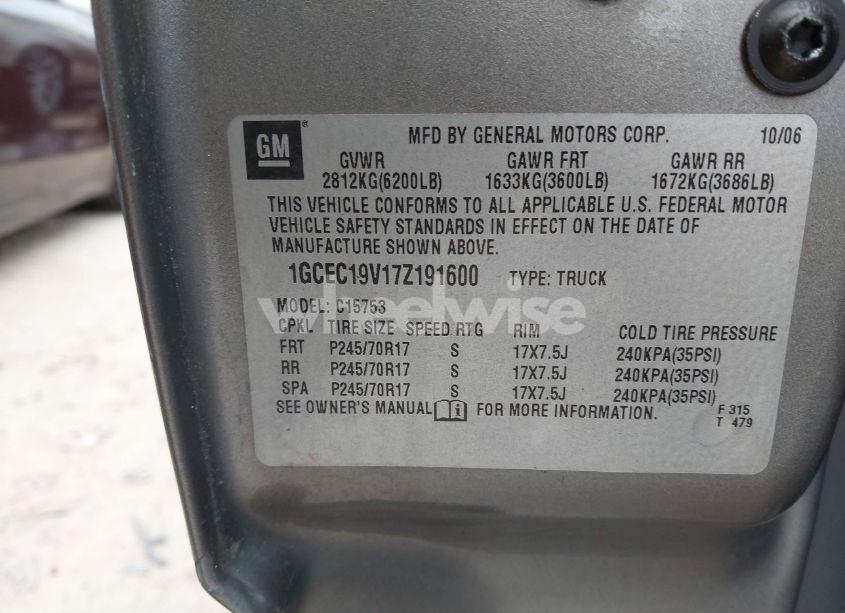 GM ® MFD BY GENERAL MOTORS CORP. 10/06
GVWR GAWR FRT GAWR RR
2812KG(6200LB) 1633KG(3600LB) 1672KG(3686LB)
THIS VEHICLE CONFORMS TO ALL APPLICABLE U.S. FEDERAL MOTOR
VEHICLE SAFETY STANDARDS IN EFFECT ON THE DATE OF
MANUFACTURE SHOWN ABOVE.
1GCEC19V17Z191600 TYPE: TRUCK
wheelwise
MODEL: C15753
CPKL TIRE SIZE SPEED RTG RIM COLD TIRE PRESSURE
FRT P245/70R17 S 17X7.5J 240KPA(35PSI)
RR P245/70R17 S 17X7.5J 240KPA(35PSI)
SPA P245/70R17 S 17X7.5J 240KPA(35PSI)
SEE OWNER'S MANUAL FOR MORE INFORMATION. F 315
T 479